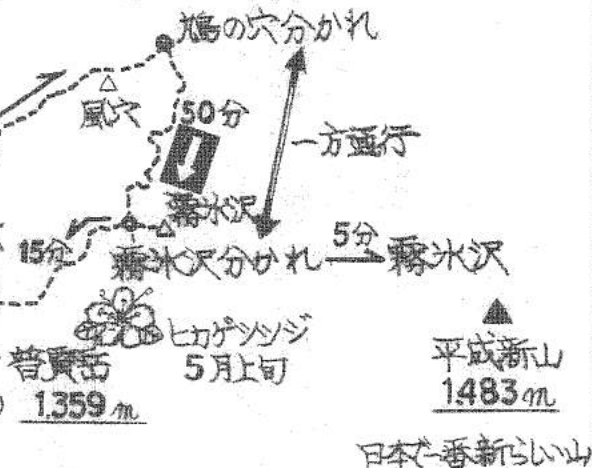 鳩の穴分かれ
風穴
50分
一方通行
霧氷沢
15分
霧氷沢分かれ
5分
霧氷沢
ヒカゲツツジ
5月上旬
普賢岳
1.359m
平成新山
1.483m
日本で一番新らしい山